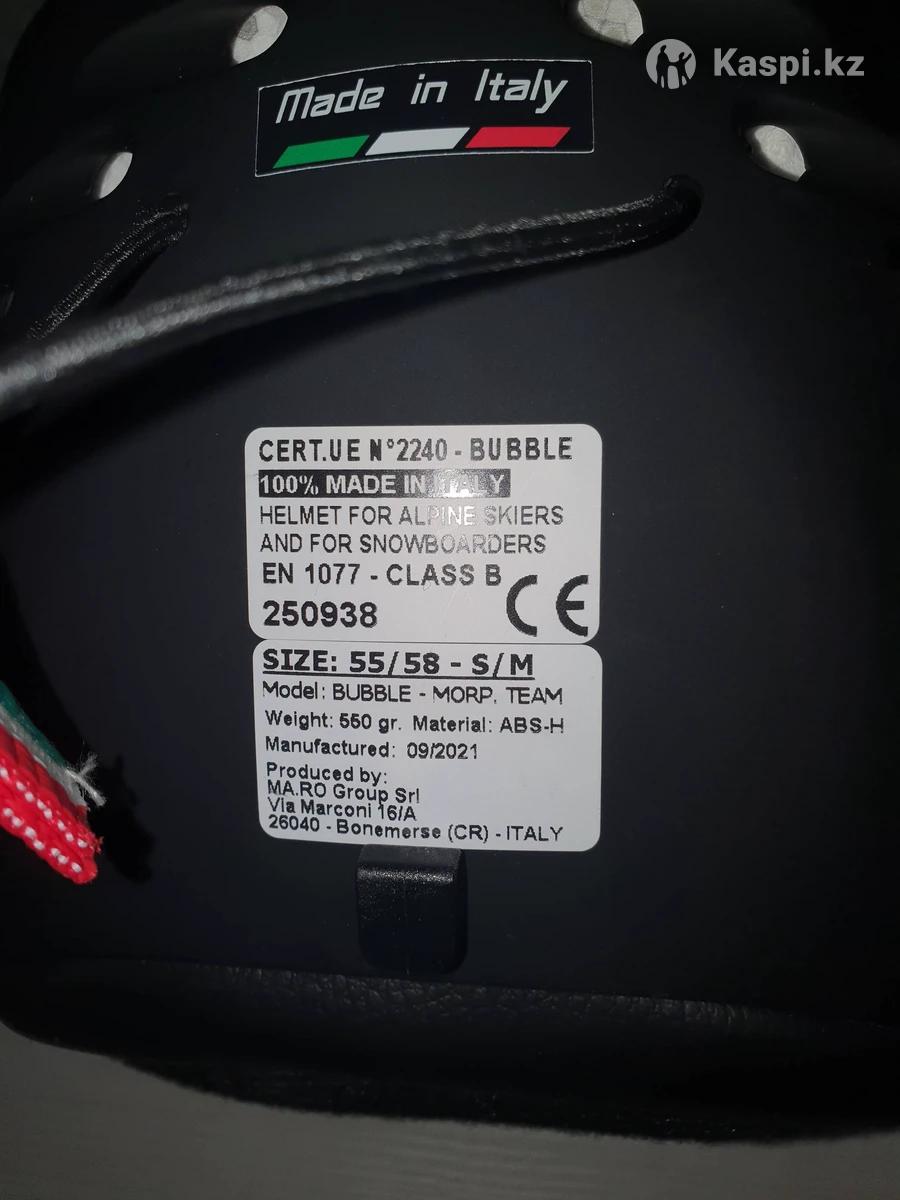 Kaspi.kz
Made in Italy
CERT.UE N°2240 - BUBBLE
100% MADE IN ITALY
HELMET FOR ALPINE SKIERS
AND FOR SNOWBOARDERS
EN 1077 - CLASS B
CE
250938
SIZE: 55/58 - S/M
Model: BUBBLE - MORP. TEAM
Weight: 550 gr. Material: ABS-H
Manufactured: 09/2021
Produced by:
MA.RO Group Srl
Via Marconi 16/A
26040 - Bonemerse (CR) - ITALY